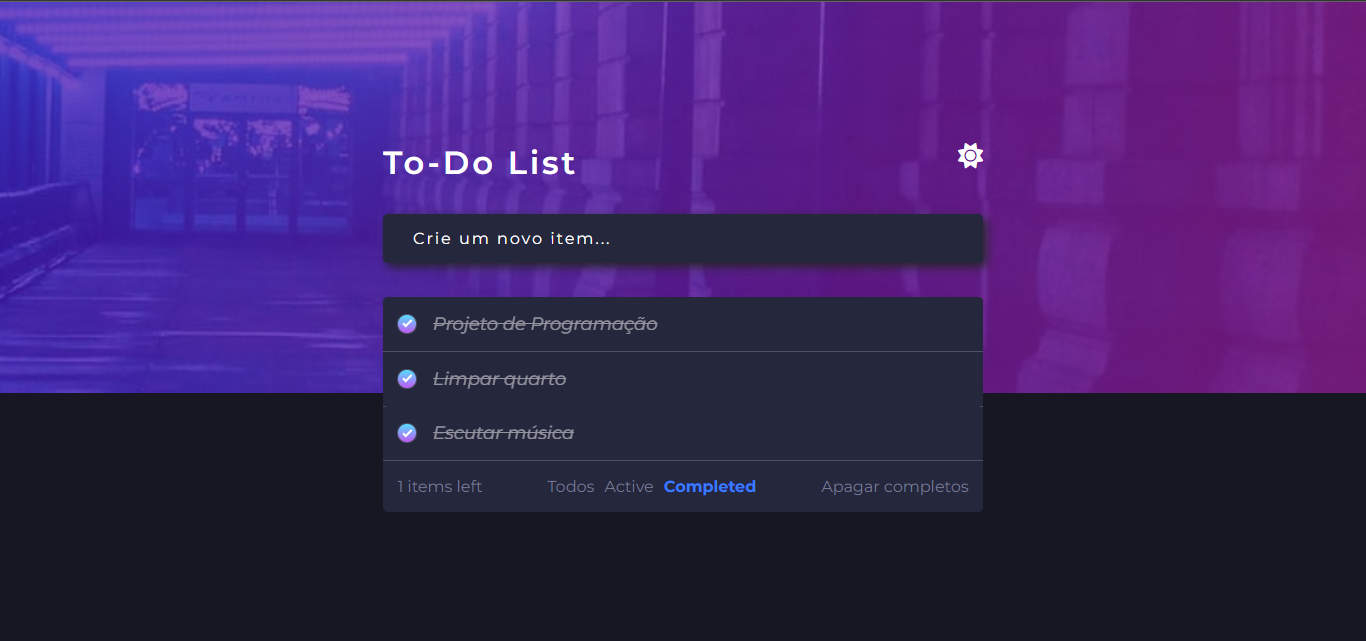 To-Do List
Crie um novo item...
Projeto de Programação
Limpar quarto
Escutar música
1 items left Todos Active Completed Apagar completos